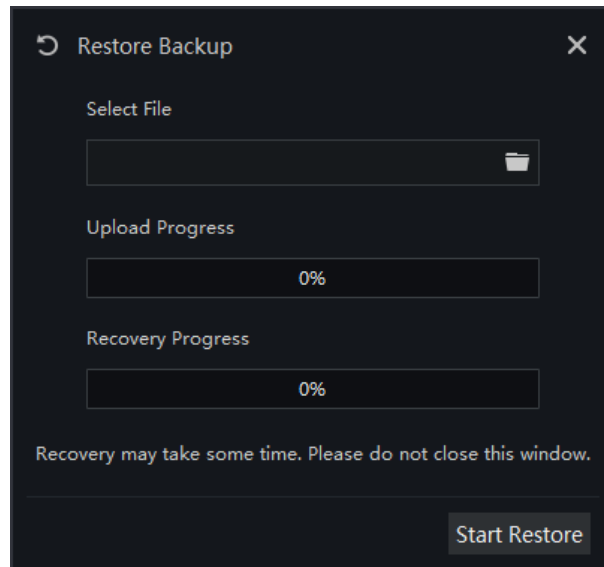 Restore Backup
Select File
Upload Progress
0%
Recovery Progress
0%
Recovery may take some time. Please do not close this window.
Start Restore